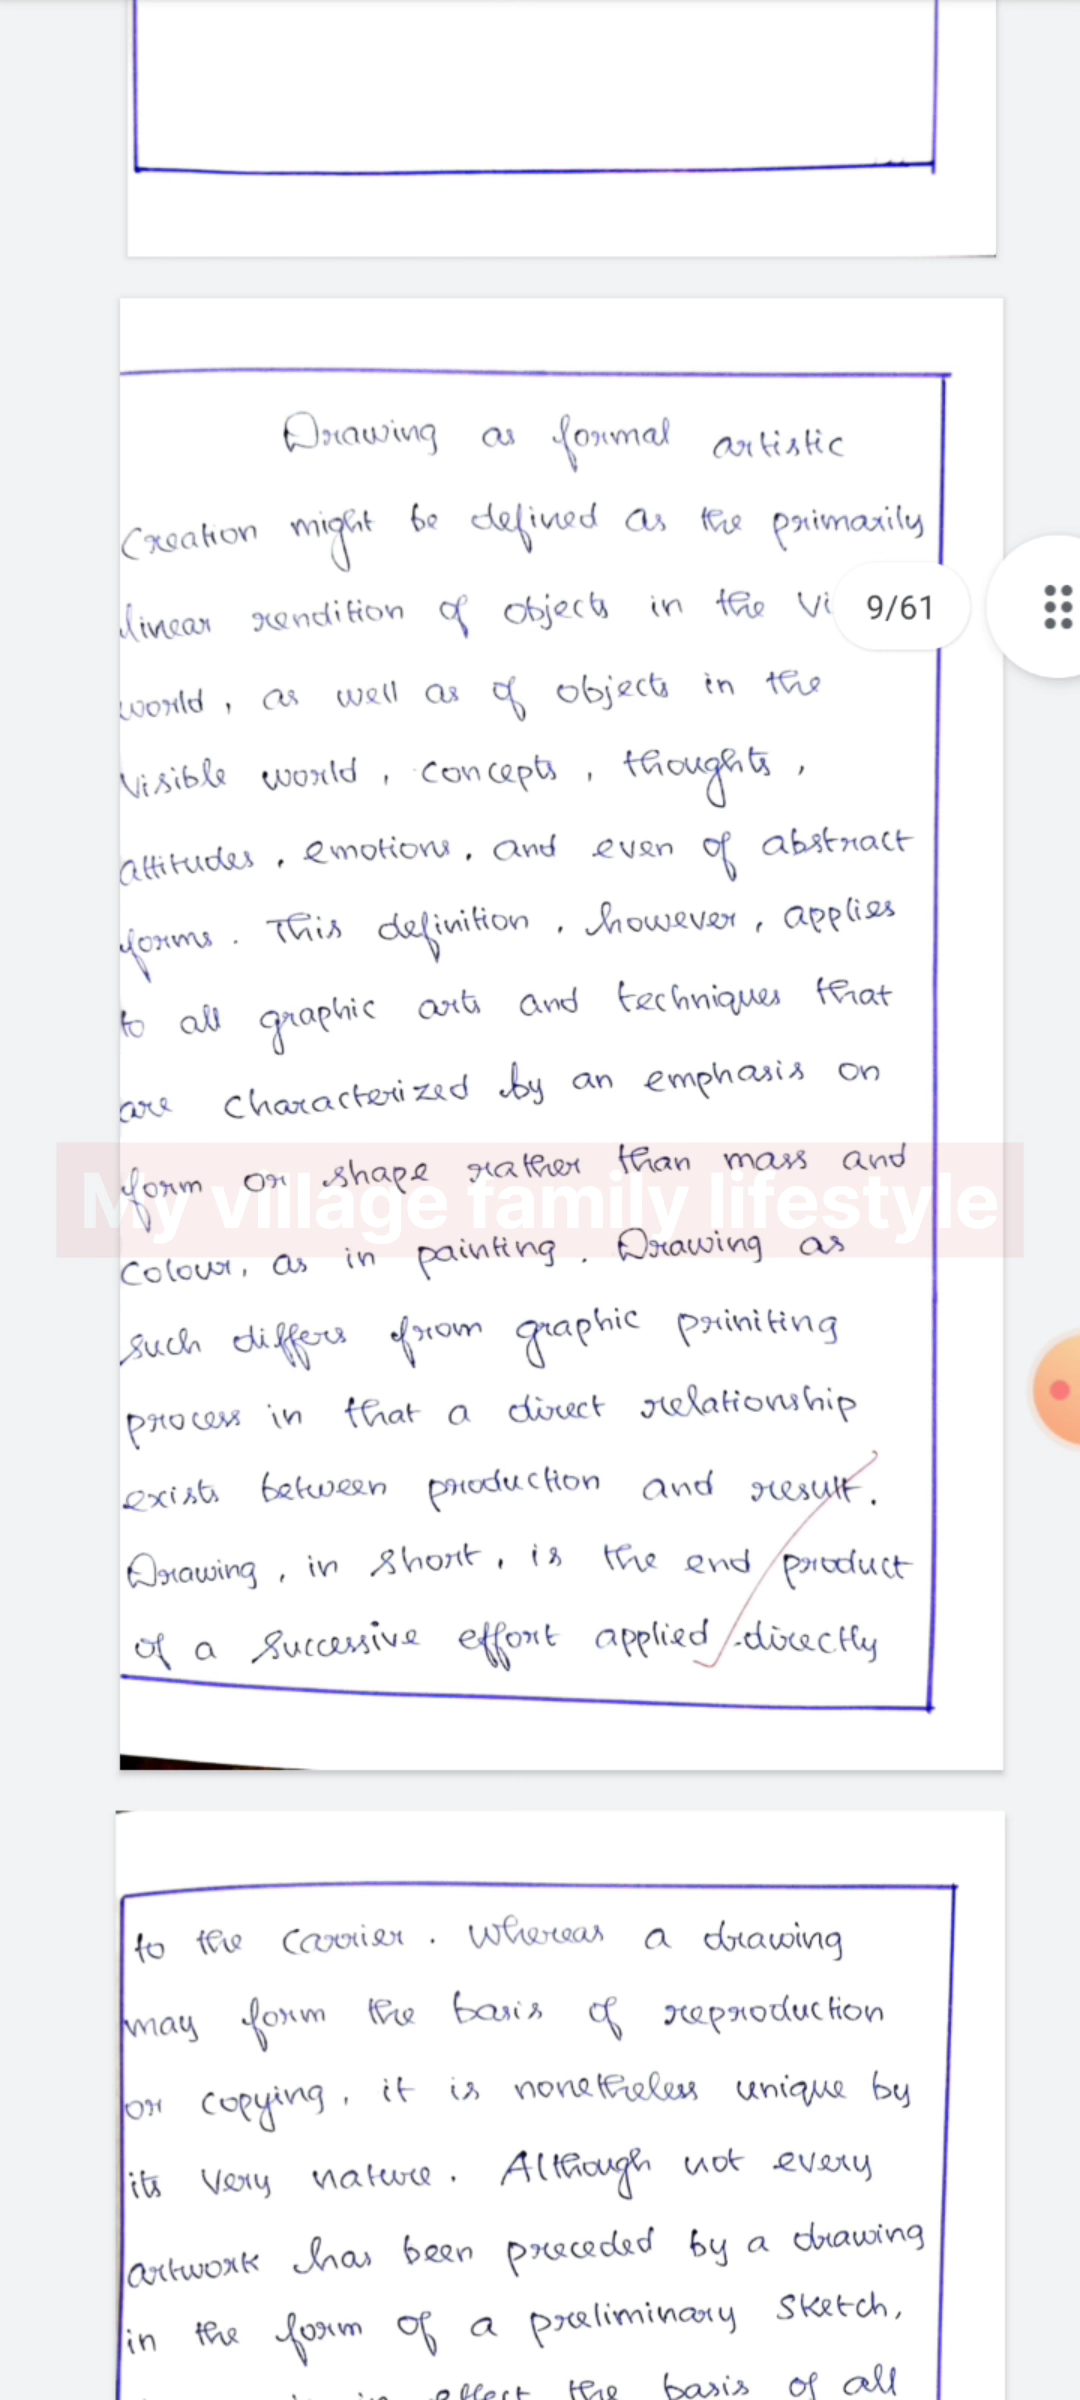 Drawing as formal artistic
Creation might be defined as the primarily
linear rendition of objects in the Vi
9/61
world, as well as of objects in the
Visible world, concepts, thoughts,
attitudes, emotions, and even of abstract
forms. This definition, however, applies
to all graphic arts and techniques that
are characterized by an emphasis on
form or shape rather than mass and
My village family lifestyle
Colour, as in painting. Drawing as
such differs from graphic priniting
process in that a direct relationship
exists between production and result.
Drawing, in short, is the end product
of a successive effort applied directly
to the carrier. Whereas a drawing
may form the basis of reproduction
or copying, it is nonetheless unique by
its very nature. Although not every
artwork has been preceded by a drawing
in the form of a preliminary sketch,
effect the basis of all